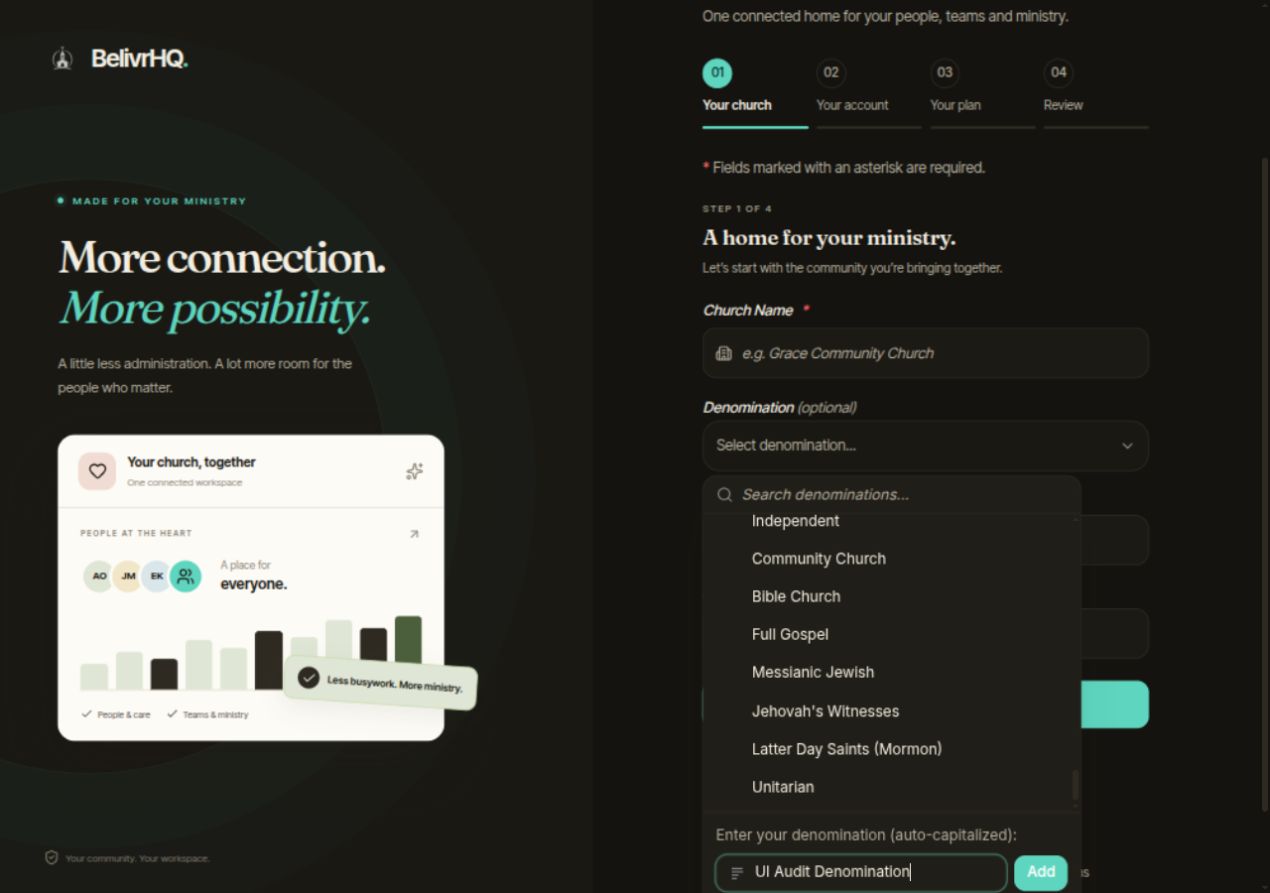 BelivrHQ.
MADE FOR YOUR MINISTRY
More connection.
More possibility.
A little less administration. A lot more room for the
people who matter.
Your church, together
One connected workspace
PEOPLE AT THE HEART
AO JM EK
A place for
everyone.
Less busywork. More ministry.
People & care Teams & ministry
Your community. Your workspace.
One connected home for your people, teams and ministry.
01 02 03 04
Your church Your account Your plan Review
* Fields marked with an asterisk are required.
STEP 1 OF 4
A home for your ministry.
Let's start with the community you're bringing together.
Church Name *
e.g. Grace Community Church
Denomination (optional)
Select denomination...
Search denominations...
Independent
Community Church
Bible Church
Full Gospel
Messianic Jewish
Jehovah's Witnesses
Latter Day Saints (Mormon)
Unitarian
Enter your denomination (auto-capitalized):
UI Audit Denomination Add